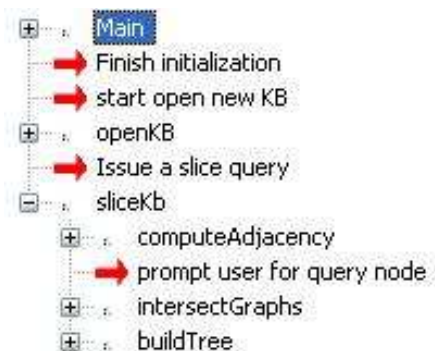 Main
Finish initialization
start open new KB
openKB
Issue a slice query
sliceKb
computeAdjacency
prompt user for query node
intersectGraphs
buildTree